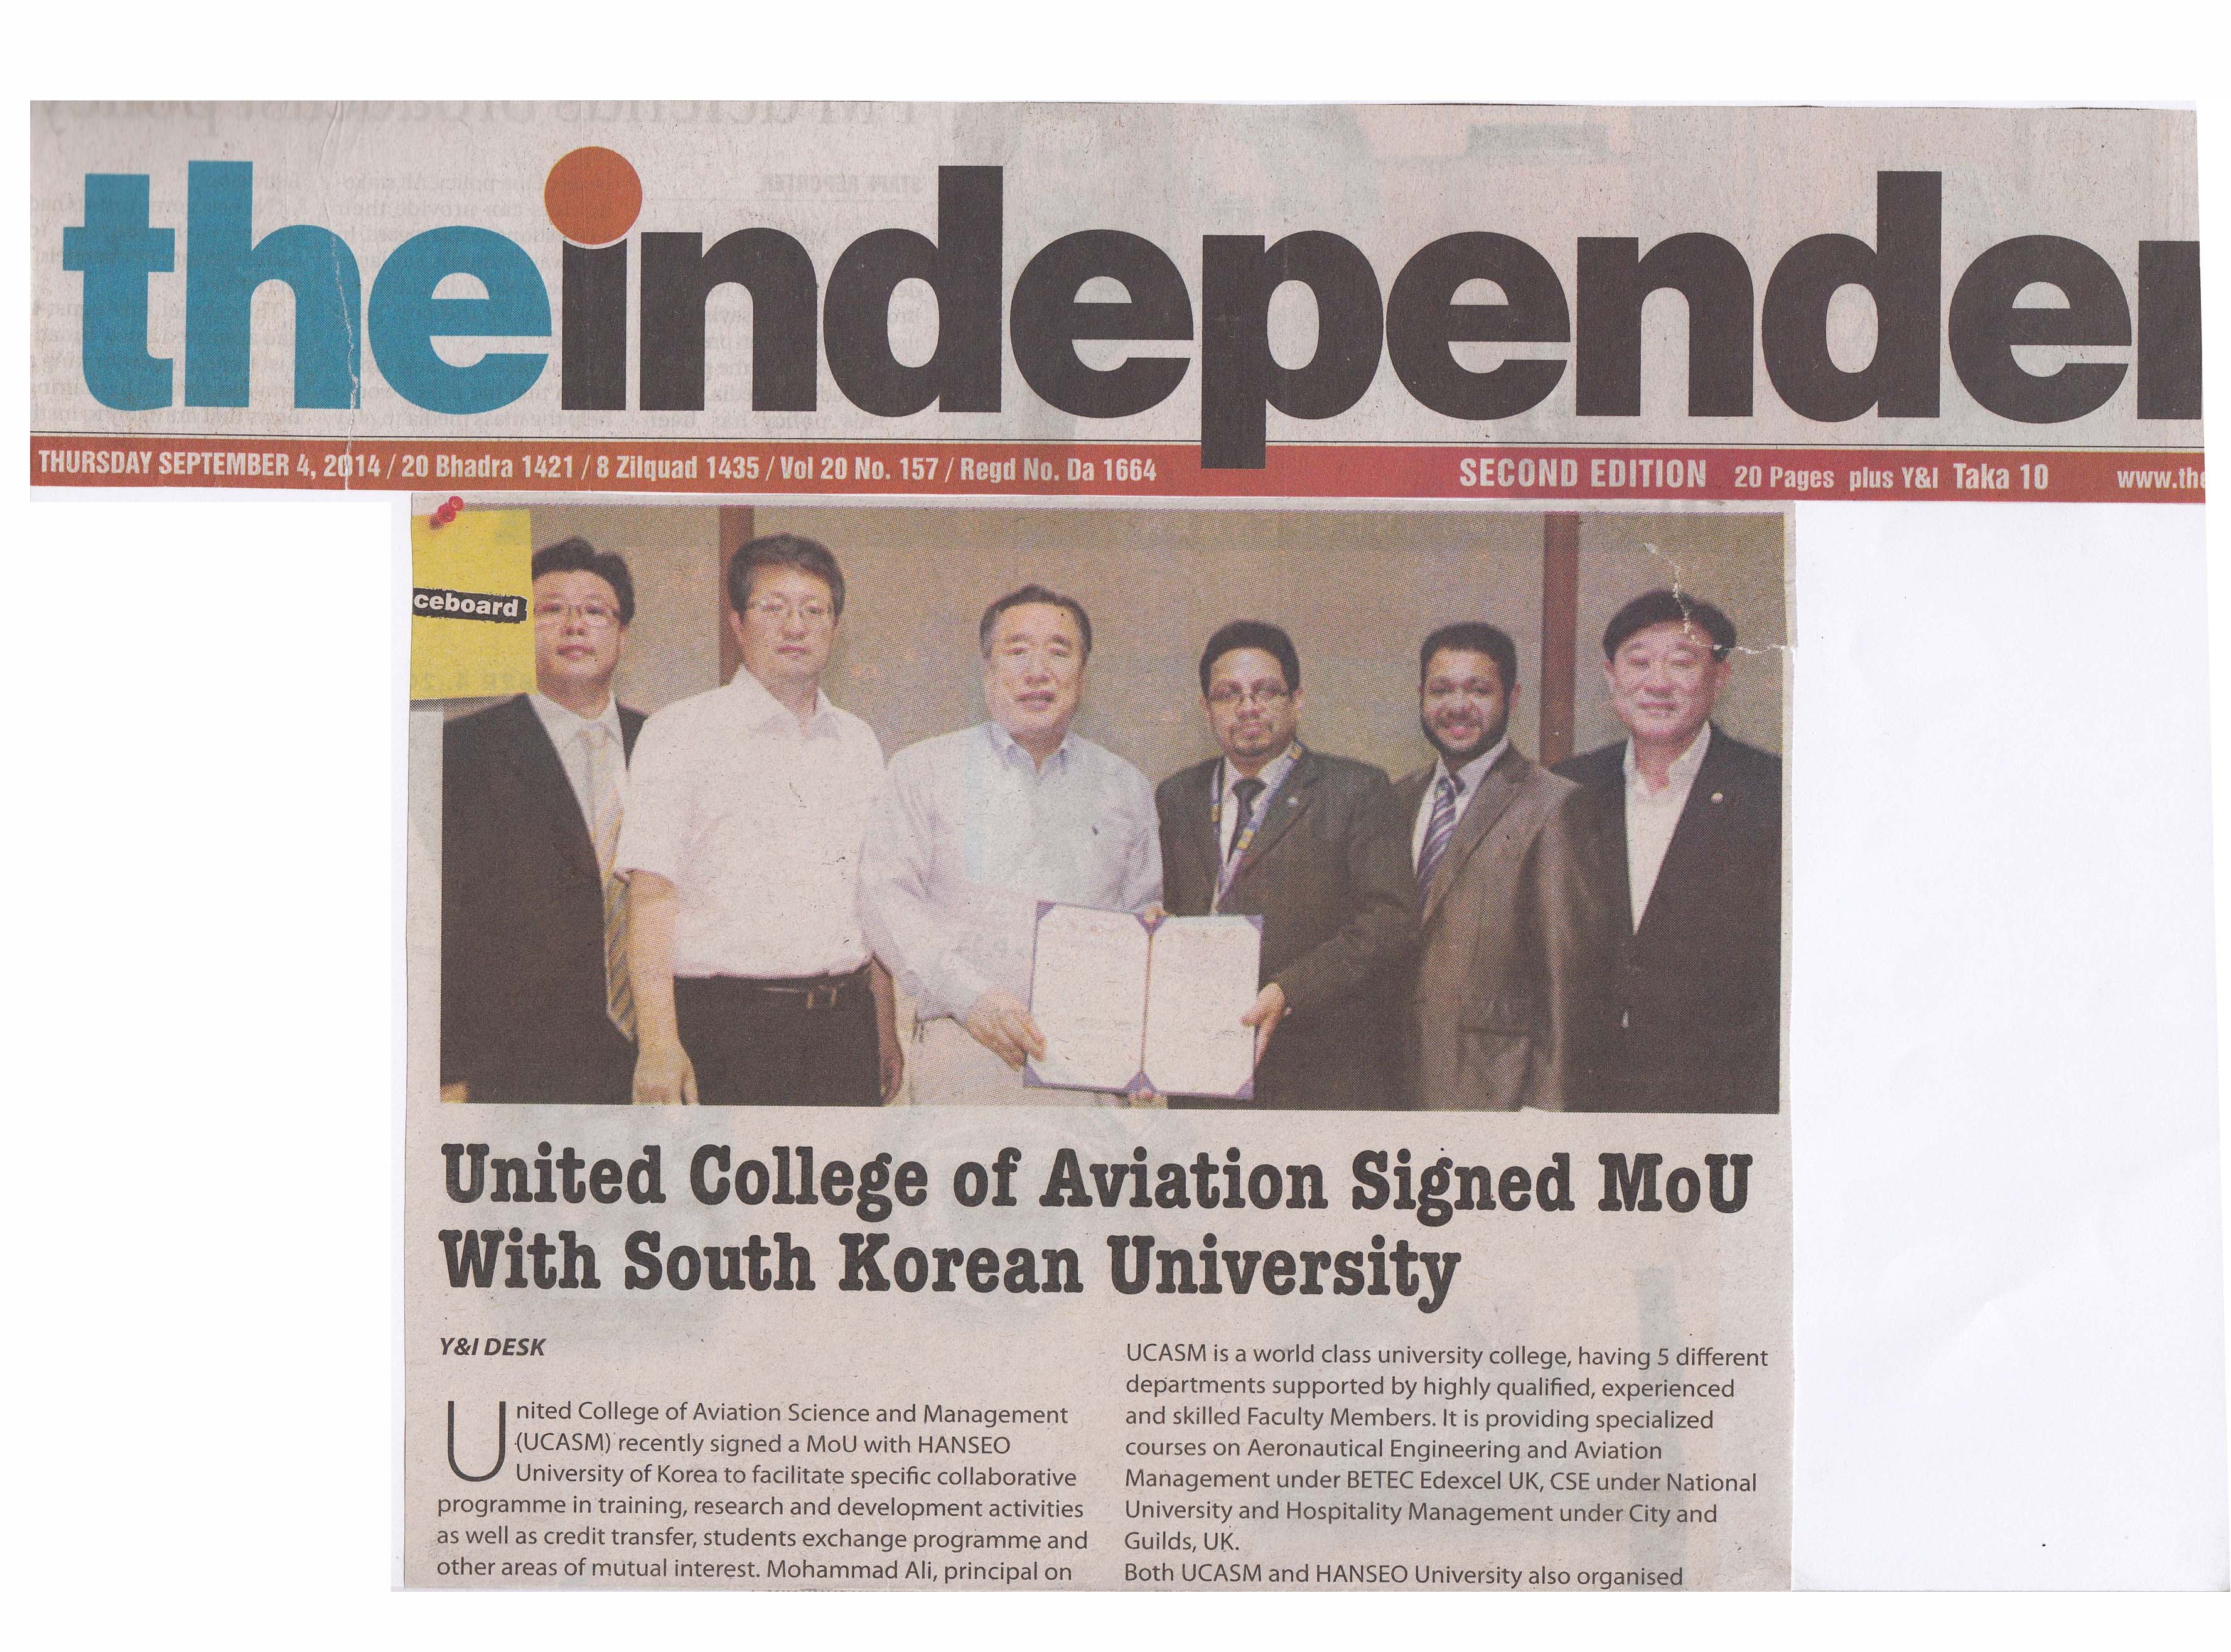 theindepende
THURSDAY SEPTEMBER 4, 2014 / 20 Bhadra 1421 / 8 Zilquad 1435 / Vol 20 No. 157 / Regd No. Da 1664 SECOND EDITION 20 Pages plus Y&I Taka 10 www.the
ceboard
United College of Aviation Signed MoU
With South Korean University
Y&I DESK
United College of Aviation Science and Management
(UCASM) recently signed a MoU with HANSEO
University of Korea to facilitate specific collaborative
programme in training, research and development activities
as well as credit transfer, students exchange programme and
other areas of mutual interest. Mohammad Ali, principal on
UCASM is a world class university college, having 5 different
departments supported by highly qualified, experienced
and skilled Faculty Members. It is providing specialized
courses on Aeronautical Engineering and Aviation
Management under BETEC Edexcel UK, CSE under National
University and Hospitality Management under City and
Guilds, UK.
Both UCASM and HANSEO University also organised